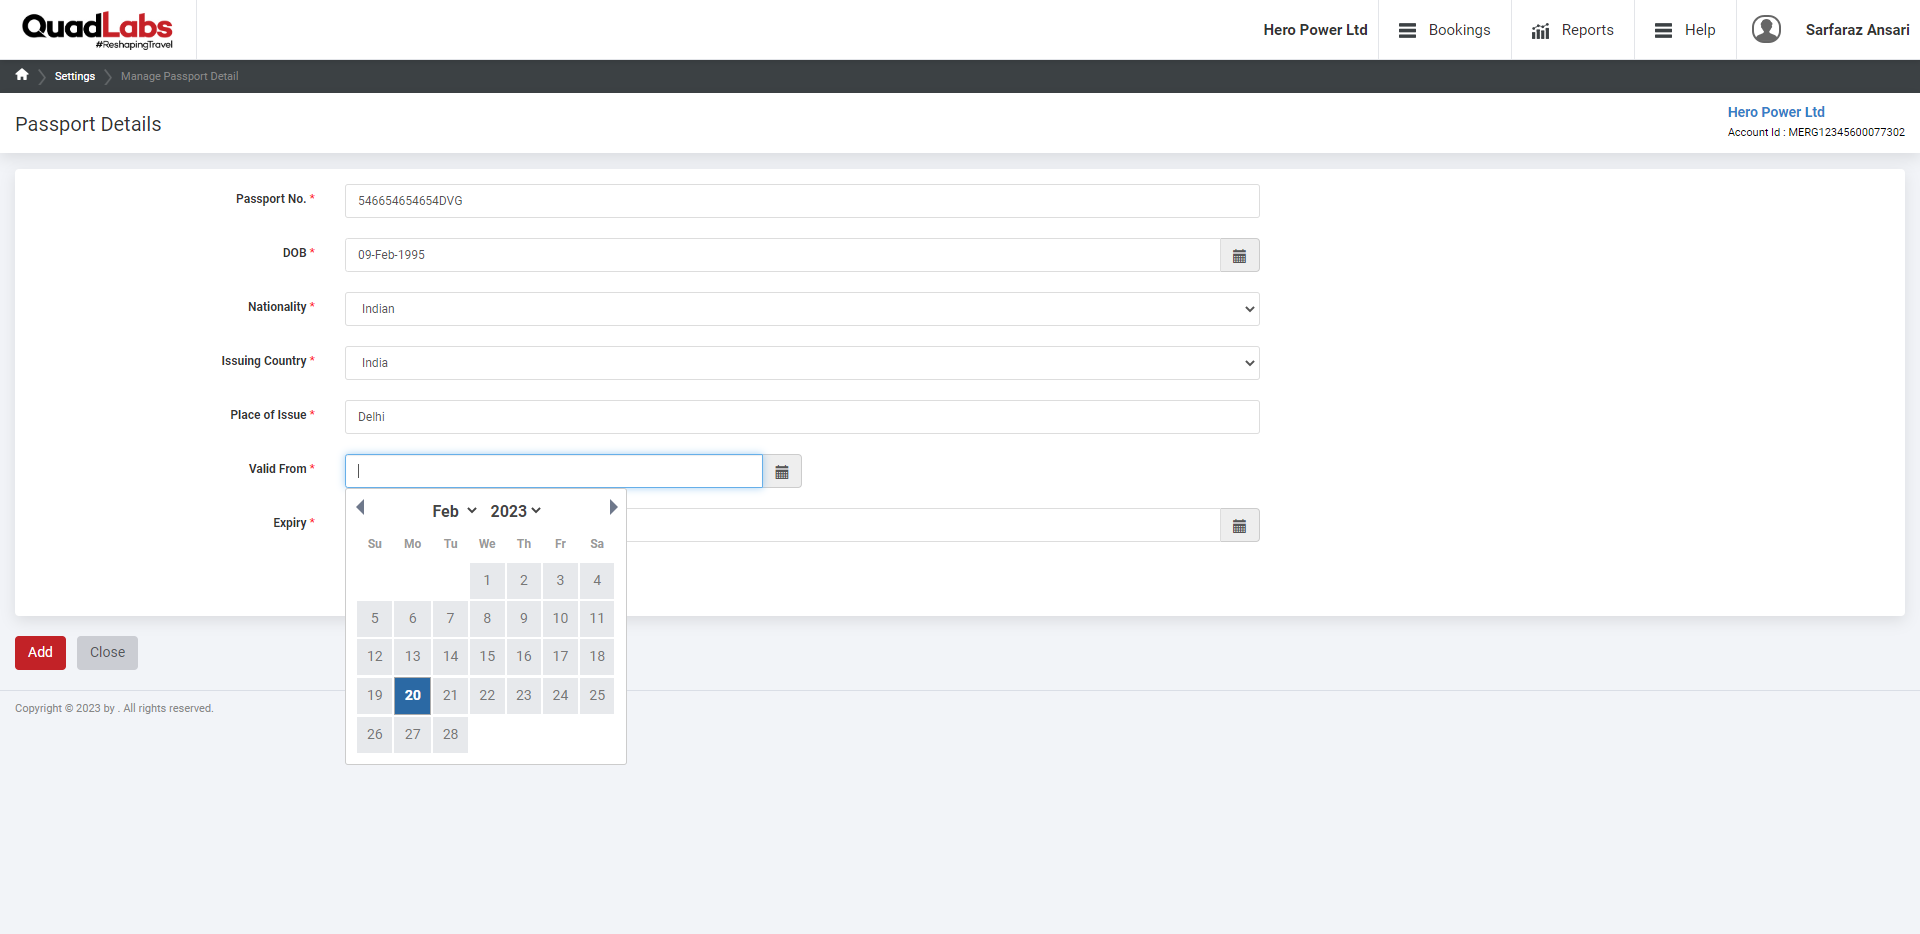 QuadLabs
#ReshapingTravel
Hero Power Ltd
Bookings
Reports
Help
Sarfaraz Ansari
Settings
Manage Passport Detail
Passport Details
Hero Power Ltd
Account Id : MERG12345600077302
Passport No. *
546654654654DVG
DOB *
09-Feb-1995
Nationality *
Indian
Issuing Country *
India
Place of Issue *
Delhi
Valid From *
Expiry *
Feb 2023
Su Mo Tu We Th Fr Sa
1 2 3 4
5 6 7 8 9 10 11
12 13 14 15 16 17 18
19 20 21 22 23 24 25
26 27 28
Add
Close
Copyright © 2023 by . All rights reserved.